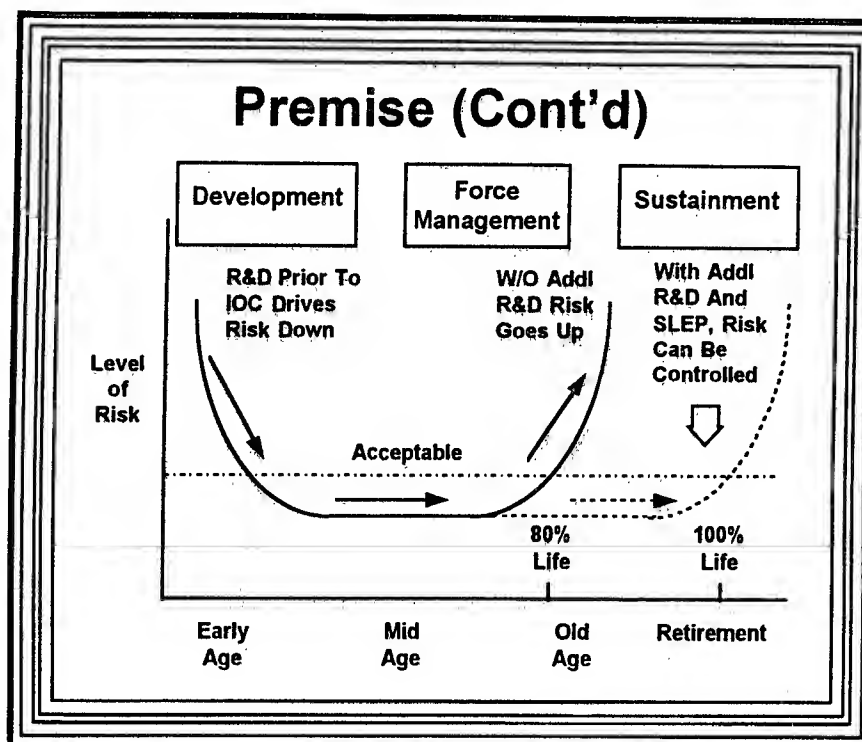 Premise (Cont'd)
Development
Force
Management
Sustainment
R&D Prior To
IOC Drives
Risk Down
W/O Addl
R&D Risk
Goes Up
With Addl
R&D And
SLEP, Risk
Can Be
Controlled
Level
of
Risk
Acceptable
80%
Life
100%
Life
Early
Age
Mid
Age
Old
Age
Retirement